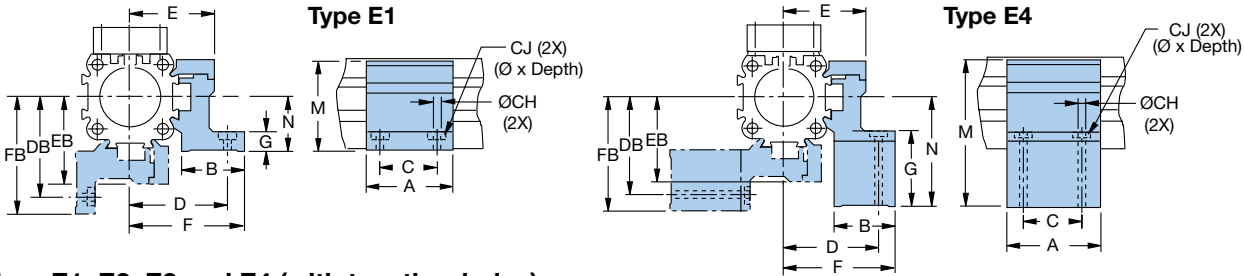 E
Type E1
CJ (2X)
(Ø x Depth)
ØCH
(2X)
M
N
G
FB
DB
EB
B
C
A
D
F
E
Type E4
CJ (2X)
(Ø x Depth)
ØCH
(2X)
M
N
G
FB
DB
EB
B
C
A
D
F